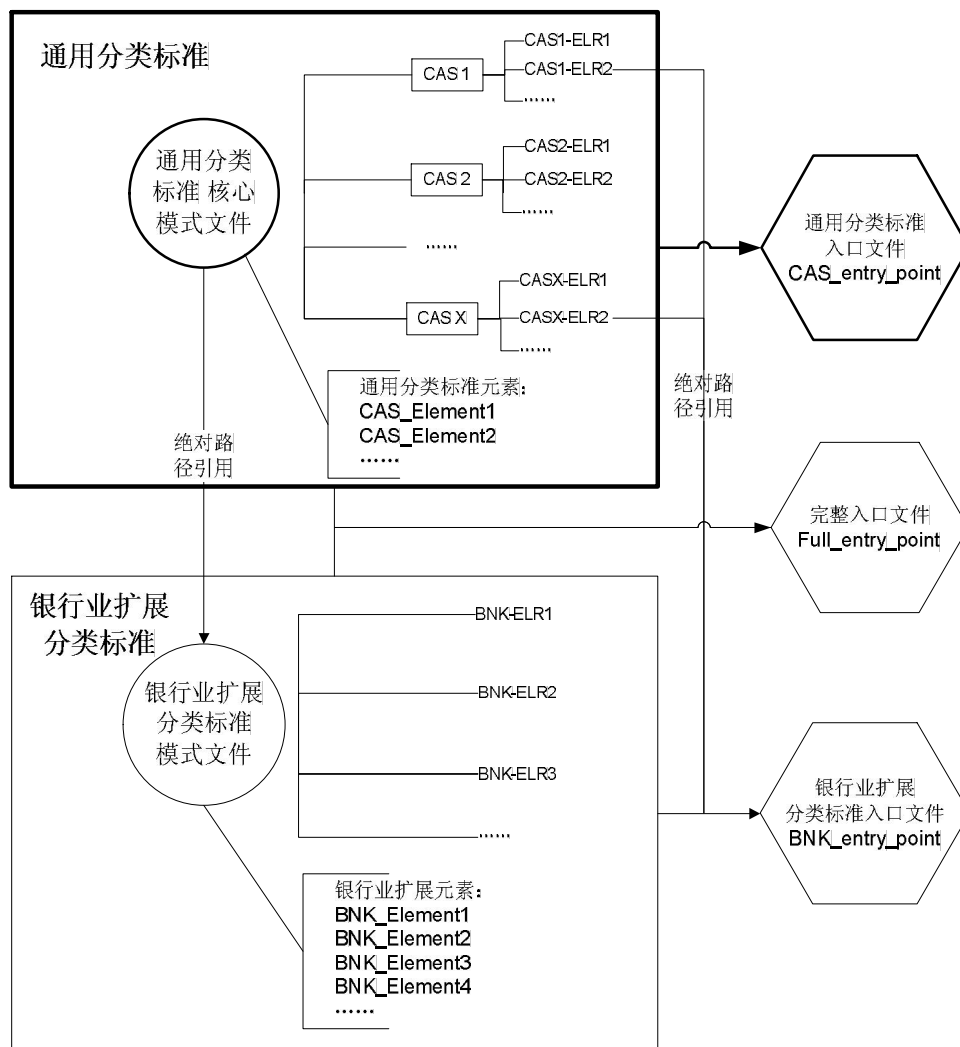 通用分类标准
CAS 1
CAS1-ELR1
CAS1-ELR2
……
通用分类
标准 核心
模式文件
CAS 2
CAS2-ELR1
CAS2-ELR2
……
……
CAS X
CASX-ELR1
CASX-ELR2
……
通用分类标准元素：
CAS_Element1
CAS_Element2
……
绝对路
径引用
绝对路
径引用
通用分类标准
入口文件
CAS_entry_point
完整入口文件
Full_entry_point
银行业扩展
分类标准
银行业扩展
分类标准
模式文件
BNK-ELR1
BNK-ELR2
BNK-ELR3
……
银行业扩展元素：
BNK_Element1
BNK_Element2
BNK_Element3
BNK_Element4
……
银行业扩展
分类标准入口文件
BNK_entry_point